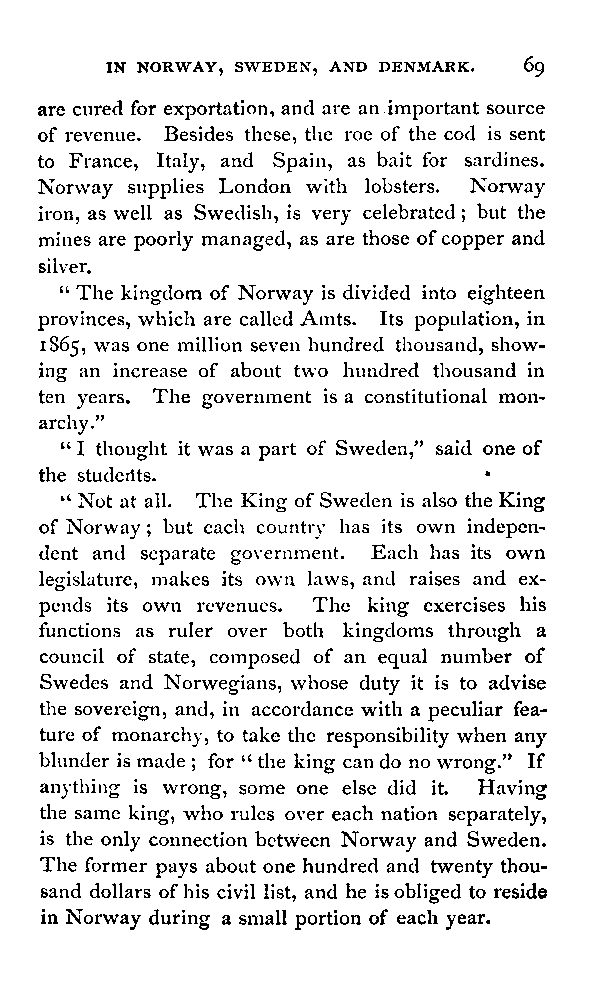 IN NORWAY, SWEDEN, AND DENMARK. 69
are cured for exportation, and are an important source
of revenue. Besides these, the roe of the cod is sent
to France, Italy, and Spain, as bait for sardines.
Norway supplies London with lobsters. Norway
iron, as well as Swedish, is very celebrated; but the
mines are poorly managed, as are those of copper and
silver.
“The kingdom of Norway is divided into eighteen
provinces, which are called Amts. Its population, in
1865, was one million seven hundred thousand, show-
ing an increase of about two hundred thousand in
ten years. The government is a constitutional mon-
archy.”
“I thought it was a part of Sweden,” said one of
the students.
“Not at all. The King of Sweden is also the King
of Norway; but each country has its own indepen-
dent and separate government. Each has its own
legislature, makes its own laws, and raises and ex-
pends its own revenues. The king exercises his
functions as ruler over both kingdoms through a
council of state, composed of an equal number of
Swedes and Norwegians, whose duty it is to advise
the sovereign, and, in accordance with a peculiar fea-
ture of monarchy, to take the responsibility when any
blunder is made; for “the king can do no wrong.” If
anything is wrong, some one else did it. Having
the same king, who rules over each nation separately,
is the only connection between Norway and Sweden.
The former pays about one hundred and twenty thou-
sand dollars of his civil list, and he is obliged to reside
in Norway during a small portion of each year.